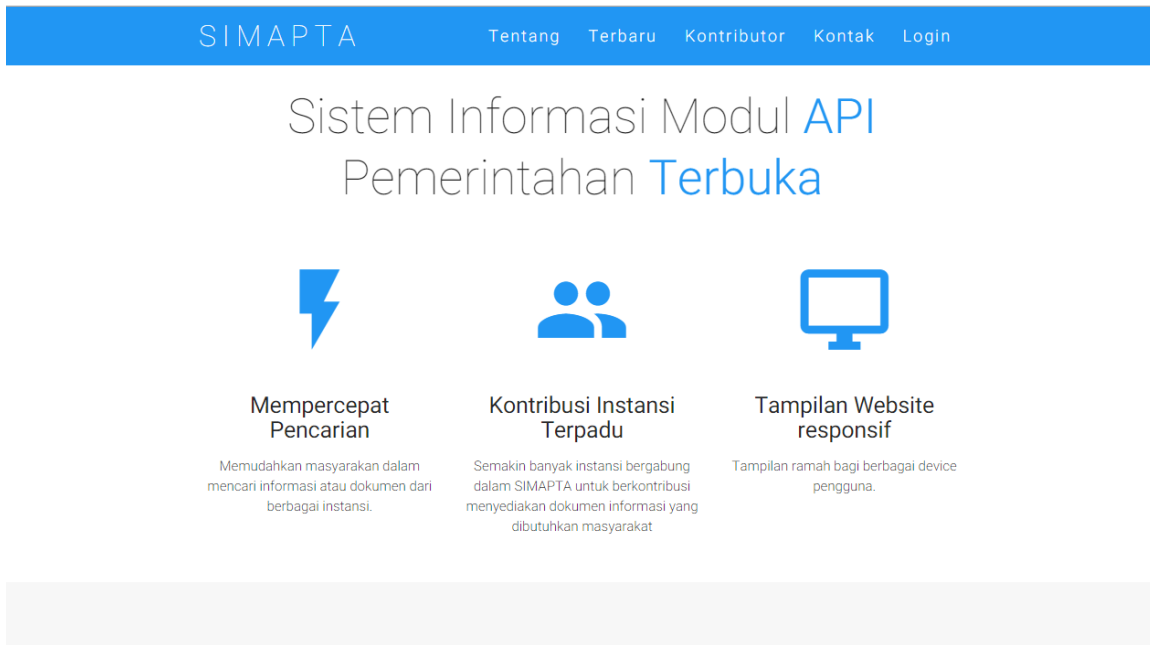 SIMAPTA
Tentang Terbaru Kontributor Kontak Login
Sistem Informasi Modul API
Pemerintahan Terbuka
Mempercepat
Pencarian
Memudahkan masyarakan dalam
mencari informasi atau dokumen dari
berbagai instansi.
Kontribusi Instansi
Terpadu
Semakin banyak instansi bergabung
dalam SIMAPTA untuk berkontribusi
menyediakan dokumen informasi yang
dibutuhkan masyarakat
Tampilan Website
responsif
Tampilan ramah bagi berbagai device
pengguna.